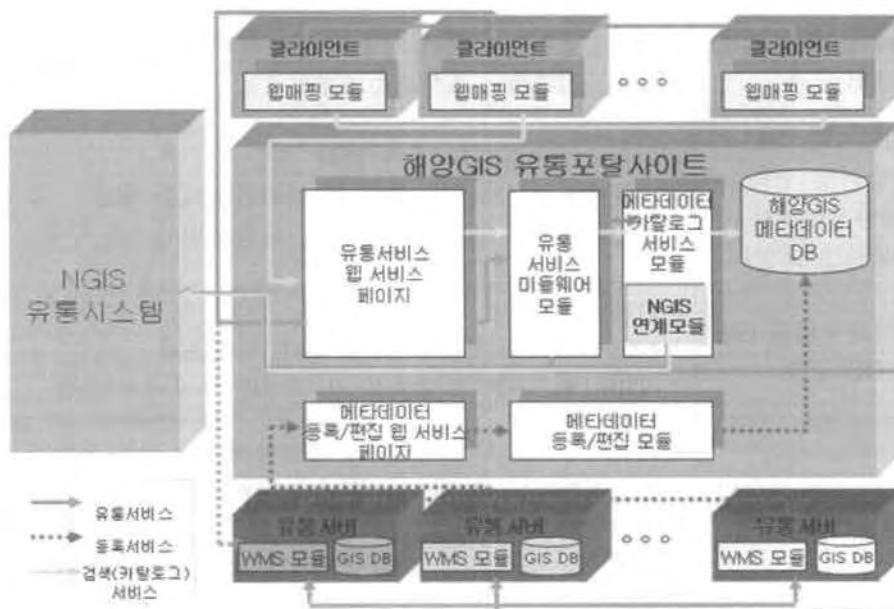 클라이언트
웹매핑 모듈
클라이언트
웹매핑 모듈
클라이언트
웹매핑 모듈
해양GIS 유통포탈사이트
NGIS
유통시스템
유통서비스
웹 서비스
페이지
유통
서비스
미들웨어
모듈
메타데이터
카탈로그
서비스
모듈
NGIS
연계모듈
해양GIS
메타데이터
DB
메타데이터
등록/편집 웹 서비스
페이지
메타데이터
등록/편집 모듈
유통서비스
등록서비스
검색(카탈로그)
서비스
유통 서버
WMS 모듈
GIS DB
유통 서버
WMS 모듈
GIS DB
유통 서버
WMS 모듈
GIS DB